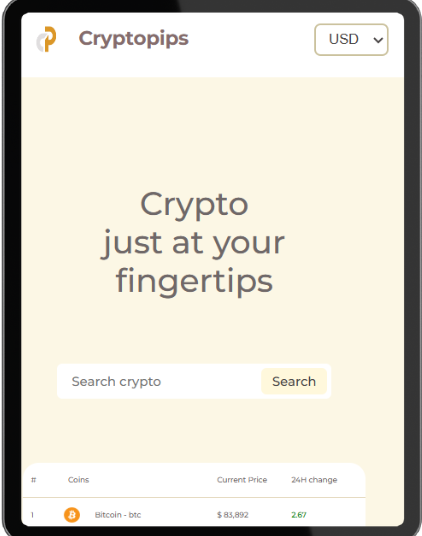 Cryptopips
USD
Crypto
just at your
fingertips
Search crypto
Search
# Coins Current Price 24H change
1 Bitcoin - btc $ 83,892 2.67